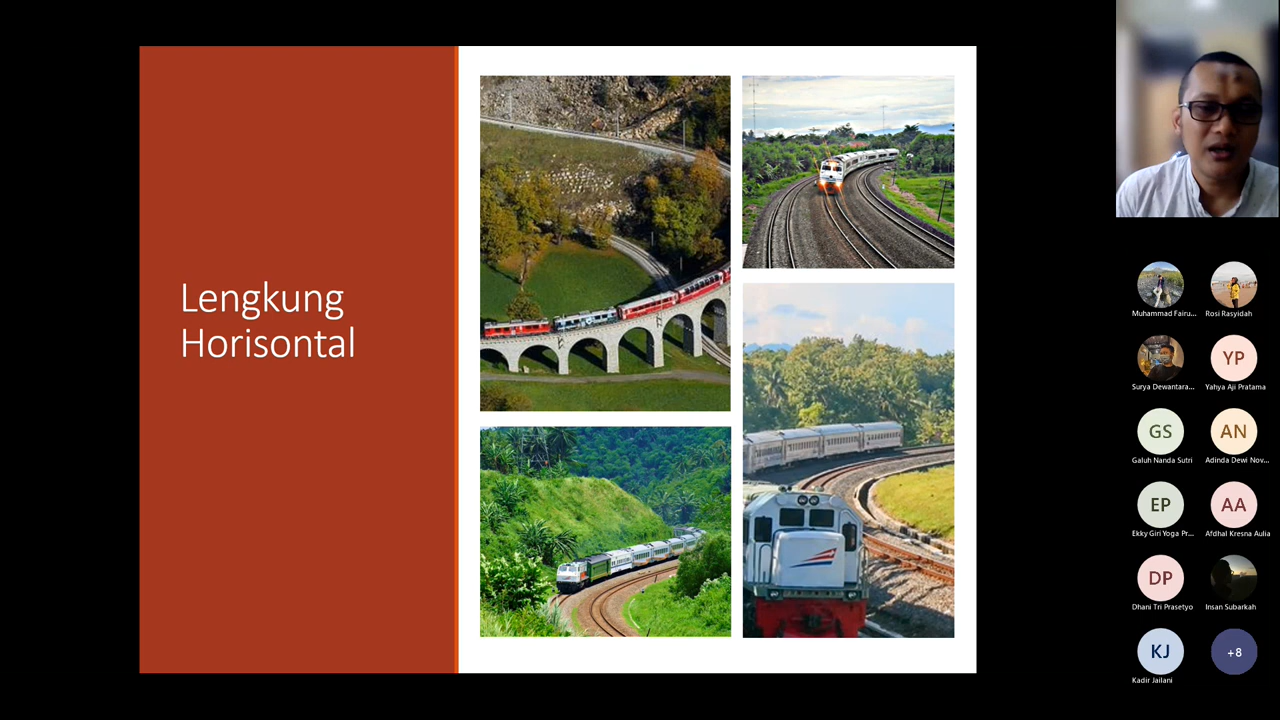 Lengkung
Horisontal
Muhammad Fairu...
Rosi Rasyidah
Surya Dewantara...
YP
Yahya Aji Pratama
GS
Galuh Nanda Sutri
AN
Adinda Dewi Nov...
EP
Ekky Giri Yoga Pr...
AA
Afdhal Kresna Aulia
DP
Dhani Tri Prasetyo
Insan Subarkah
KJ
Kadir Jailani
+8